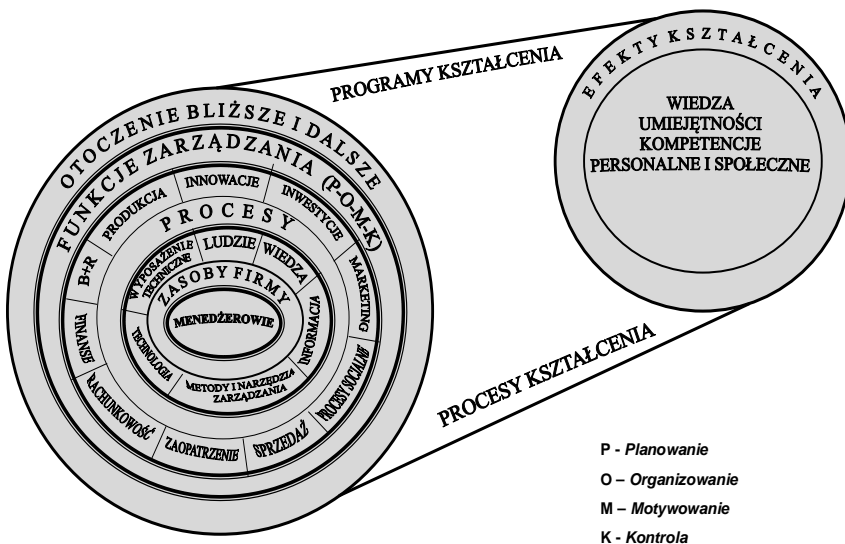 PROGRAMY KSZTAŁCENIA
EFEKTY KSZTAŁCENIA
WIEDZA
UMIEJĘTNOŚCI
KOMPETENCJE
PERSONALNE I SPOŁECZNE
OTOCZENIE BLIŻSZE I DALSZE
FUNKCJE ZARZĄDZANIA (P-O-M-K)
B+R
PRODUKCJA
INNOWACJE
INWESTYCJE
MARKETING
PROCESY SOCJALNE
SPRZEDAŻ
ZAOPATRZENIE
RACHUNKOWOŚĆ
FINANSE
PROCESY
WYPOSAŻENIE
TECHNICZNE
LUDZIE
WIEDZA
INFORMACJA
METODY I NARZĘDZIA
ZARZĄDZANIA
TECHNOLOGIA
ZASOBY FIRMY
MENEDŻEROWIE
PROCESY KSZTAŁCENIA
P - Planowanie
O – Organizowanie
M – Motywowanie
K - Kontrola